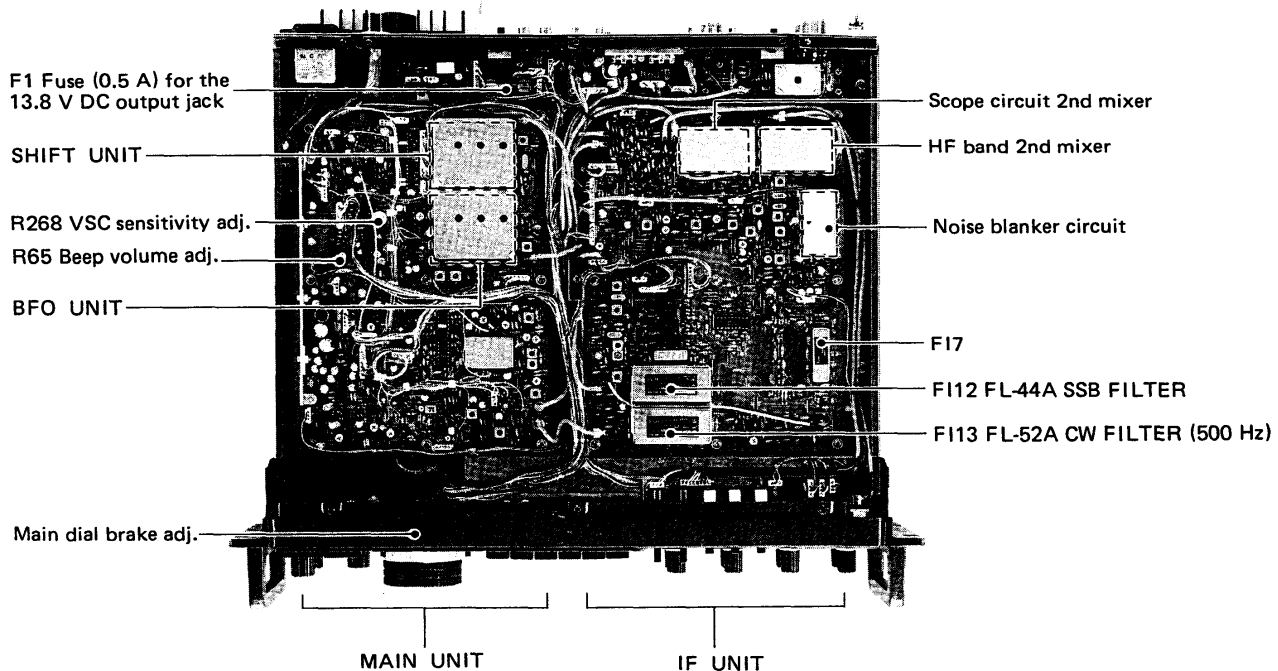 F1 Fuse (0.5 A) for the
13.8 V DC output jack
SHIFT UNIT
R268 VSC sensitivity adj.
R65 Beep volume adj.
BFO UNIT
Main dial brake adj.
Scope circuit 2nd mixer
HF band 2nd mixer
Noise blanker circuit
FI7
FI12 FL-44A SSB FILTER
FI13 FL-52A CW FILTER (500 Hz)
MAIN UNIT
IF UNIT